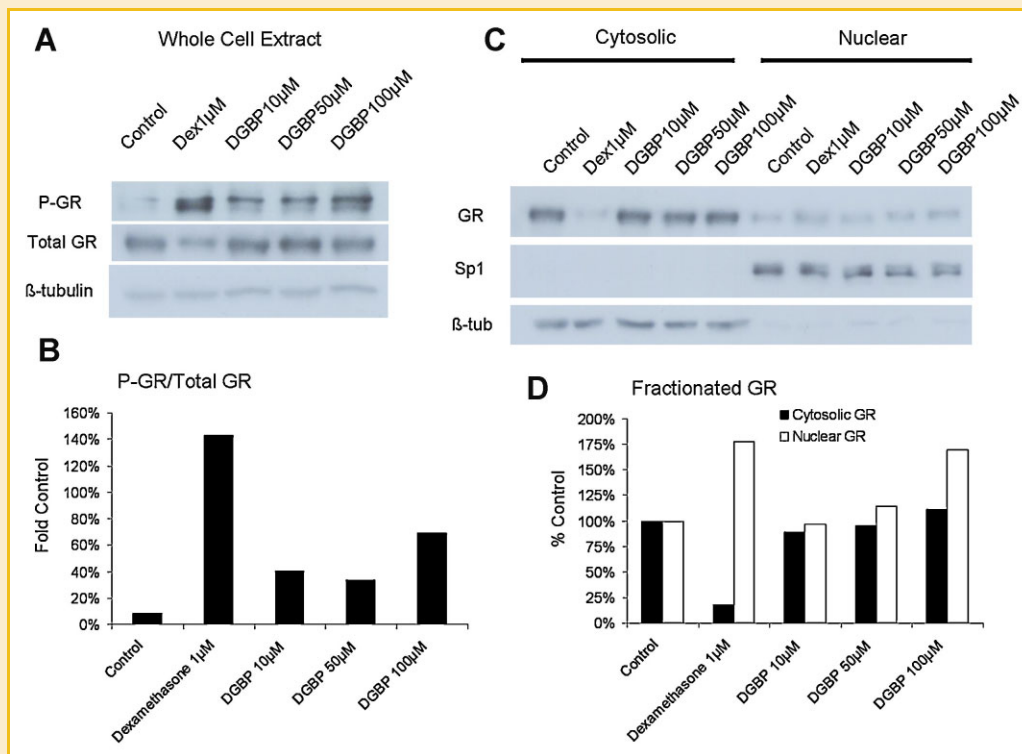 A
Whole Cell Extract
Control
Dex1µM
DGBP10µM
DGBP50µM
DGBP100µM
P-GR
Total GR
ß-tubulin
B
P-GR/Total GR
Fold Control
160%
140%
120%
100%
80%
60%
40%
20%
0%
Control
Dexamethasone 1µM
DGBP 10µM
DGBP 50µM
DGBP 100µM
C
Cytosolic
Nuclear
Control
Dex1µM
DGBP10µM
DGBP50µM
DGBP100µM
Control
Dex1µM
DGBP10µM
DGBP50µM
DGBP100µM
GR
Sp1
ß-tub
D
Fractionated GR
Cytosolic GR
Nuclear GR
% Control
200%
175%
150%
125%
100%
75%
50%
25%
0%
Control
Dexamethasone 1µM
DGBP 10µM
DGBP 50µM
DGBP 100µM